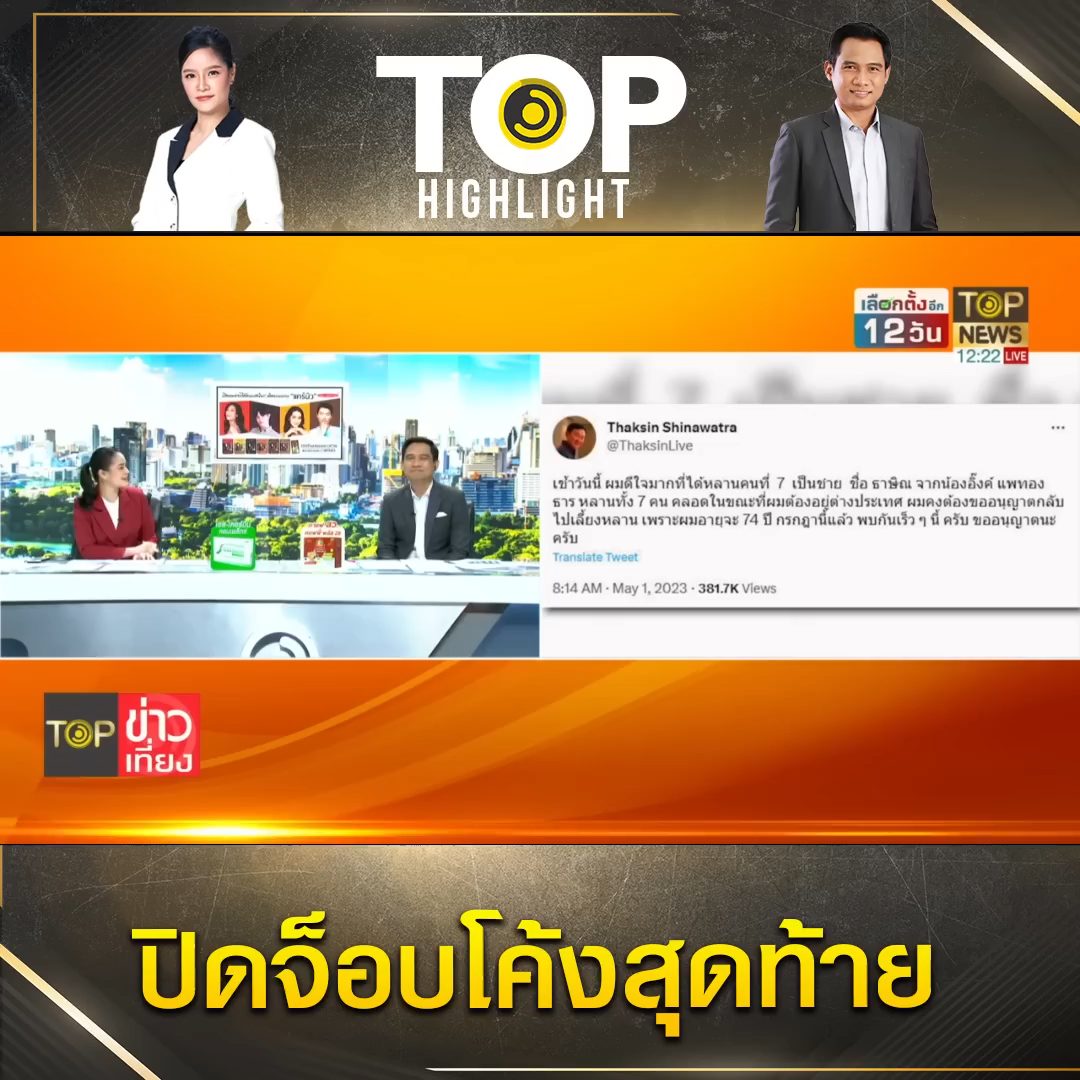 TOP
HIGHLIGHT
เลือกตั้งอีก
12 วัน
TOP
NEWS
12:22 LIVE
"แคร์บิว"
Thaksin Shinawatra
@ThaksinLive
เช้าวันนี้ ผมดีใจมากที่ได้หลานคนที่ 7 เป็นชาย ชื่อ ธาษิณ จากน้องอิ๊งค์ แพทอง
ธาร หลานทั้ง 7 คน คลอดในขณะที่ผมต้องอยู่ต่างประเทศ ผมคงต้องขออนุญาตกลับ
ไปเลี้ยงหลาน เพราะผมอายุจะ 74 ปี กรกฎานี้แล้ว พบกันเร็ว ๆ นี้ ครับ ขออนุญาตนะ
ครับ
Translate Tweet
8:14 AM · May 1, 2023 · 381.7K Views
TOP ข่าว
เที่ยง
ปิดจ็อบโค้งสุดท้าย